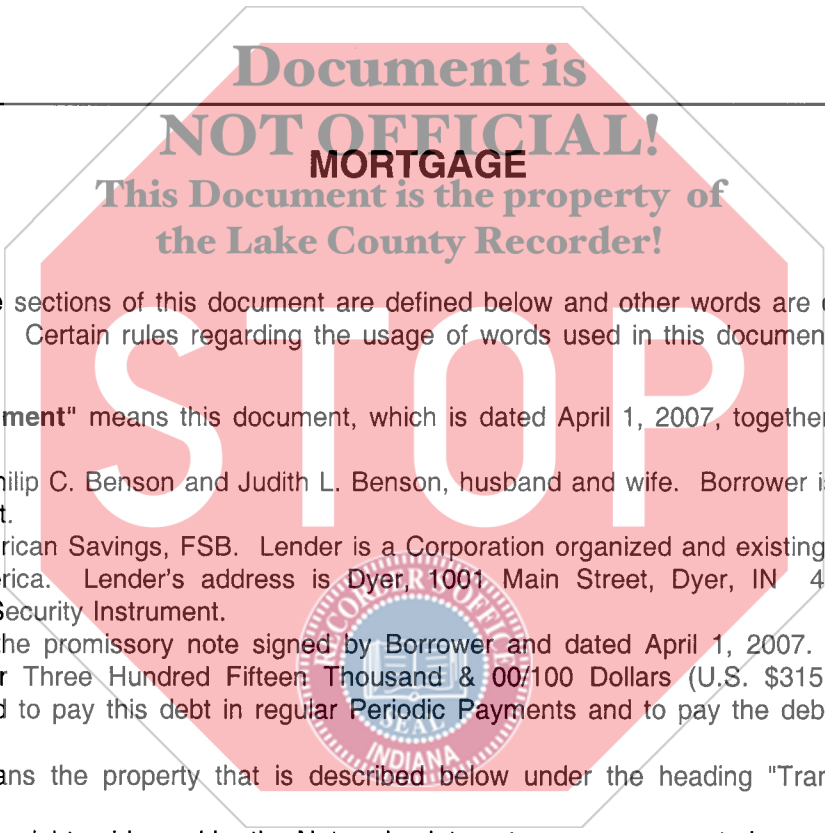 Document is
NOT OFFICIAL!
MORTGAGE
This Document is the property of
the Lake County Recorder!
sections of this document are defined below and other words are
Certain rules regarding the usage of words used in this documen
ment" means this document, which is dated April 1, 2007, together
hilip C. Benson and Judith L. Benson, husband and wife. Borrower is
t.
rican Savings, FSB. Lender is a Corporation organized and existing
erica. Lender's address is Dyer, 1001 Main Street, Dyer, IN 4
Security Instrument.
the promissory note signed by Borrower and dated April 1, 2007.
r Three Hundred Fifteen Thousand & 00/100 Dollars (U.S. $315
d to pay this debt in regular Periodic Payments and to pay the deb
ans the property that is described below under the heading "Tran
STOP
RECORDER'S OFFICE
SEAL
INDIANA